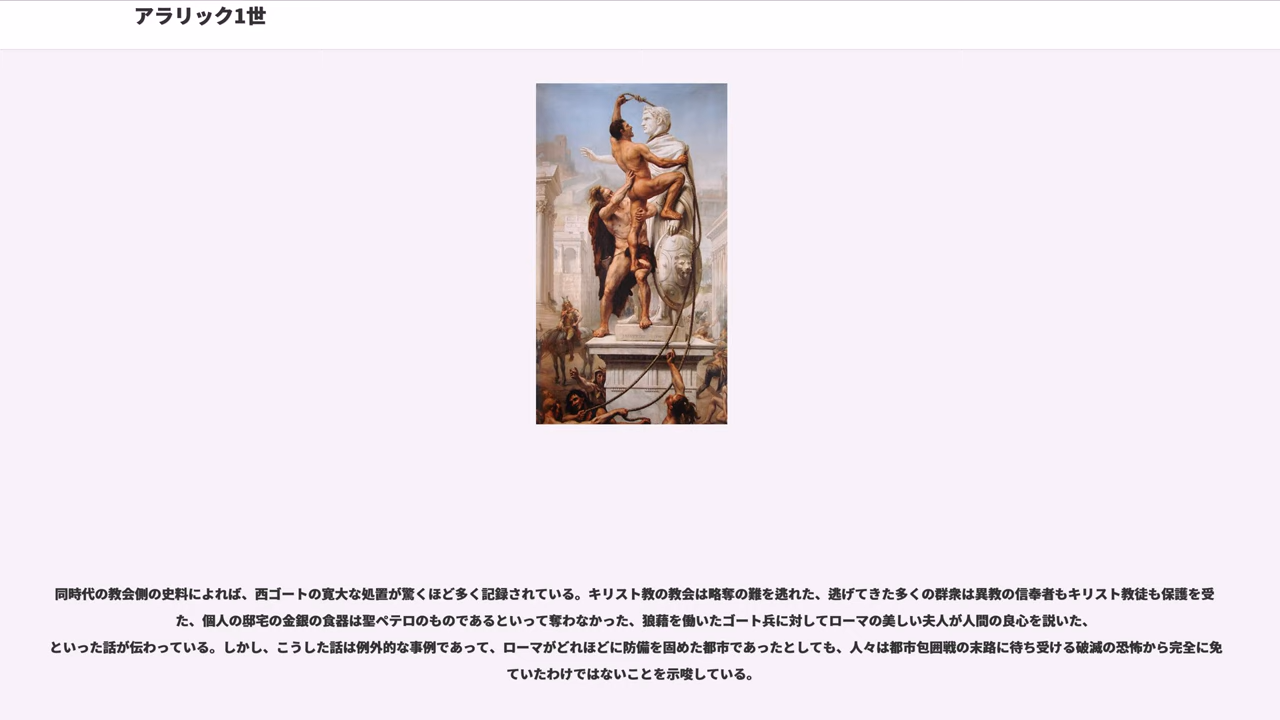 アラリック1世
同時代の教会側の史料によれば、西ゴートの寛大な処置が驚くほど多く記録されている。キリスト教の教会は略奪の難を逃れた、逃げてきた多くの群衆は異教の信奉者もキリスト教徒も保護を受
た、個人の邸宅の金銀の食器は聖ペテロのものであるといって奪わなかった、狼藉を働いたゴート兵に対してローマの美しい夫人が人間の良心を説いた、
といった話が伝わっている。しかし、こうした話は例外的な事例であって、ローマがどれほどに防備を固めた都市であったとしても、人々は都市包囲戦の末路に待ち受ける破滅の恐怖から完全に免
ていたわけではないことを示唆している。